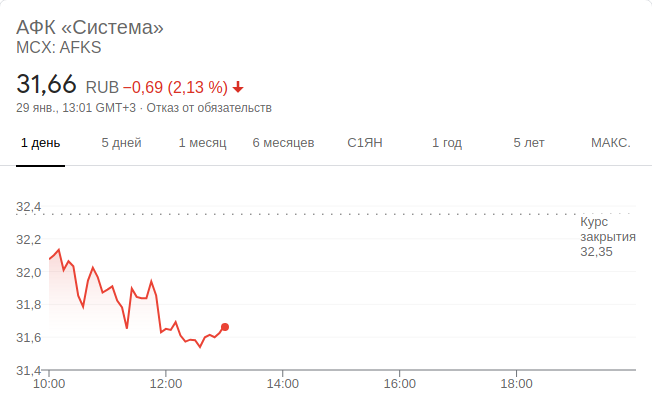 АФК «Система»
MCX: AFKS
31,66 RUB −0,69 (2,13 %)
29 янв., 13:01 GMT+3 · Отказ от обязательств
1 день 5 дней 1 месяц 6 месяцев С1ЯН 1 год 5 лет МАКС.
32,4
Курс
закрытия
32,35
32,2
32,0
31,8
31,6
31,4
10:00 12:00 14:00 16:00 18:00